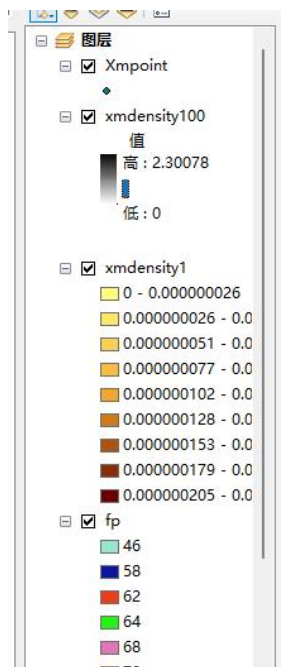 图层
Xmpoint
xmdensity100
值
高 : 2.30078
低 : 0
xmdensity1
0 - 0.000000026
0.000000026 - 0.0
0.000000051 - 0.0
0.000000077 - 0.0
0.000000102 - 0.0
0.000000128 - 0.0
0.000000153 - 0.0
0.000000179 - 0.0
0.000000205 - 0.0
fp
46
58
62
64
68